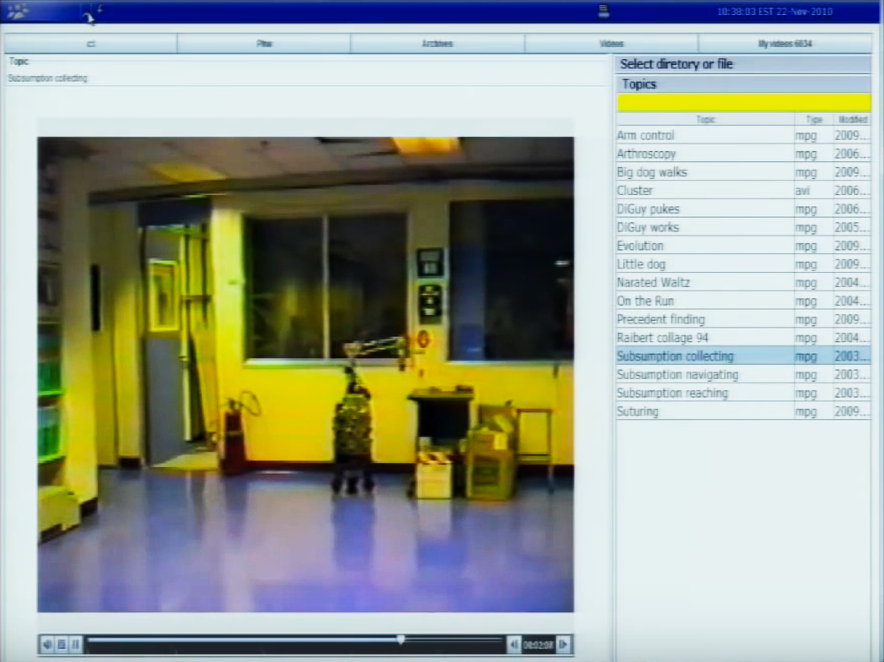 10:38:03 EST 22-Nov-2010
Archives
Videos
My videos 6834
Topic
Subsumption collecting
Select diretory or file
Topics
Topic Type Modified
Arm control mpg 2009...
Arthroscopy mpg 2006...
Big dog walks mpg 2009...
Cluster avi 2006...
DiGuy pukes mpg 2006...
DiGuy works mpg 2005...
Evolution mpg 2009...
Little dog mpg 2009...
Narated Waltz mpg 2004...
On the Run mpg 2004...
Precedent finding mpg 2009...
Raibert collage 94 mpg 2004...
Subsumption collecting mpg 2003...
Subsumption navigating mpg 2003...
Subsumption reaching mpg 2003...
Suturing mpg 2009...
00:02:08